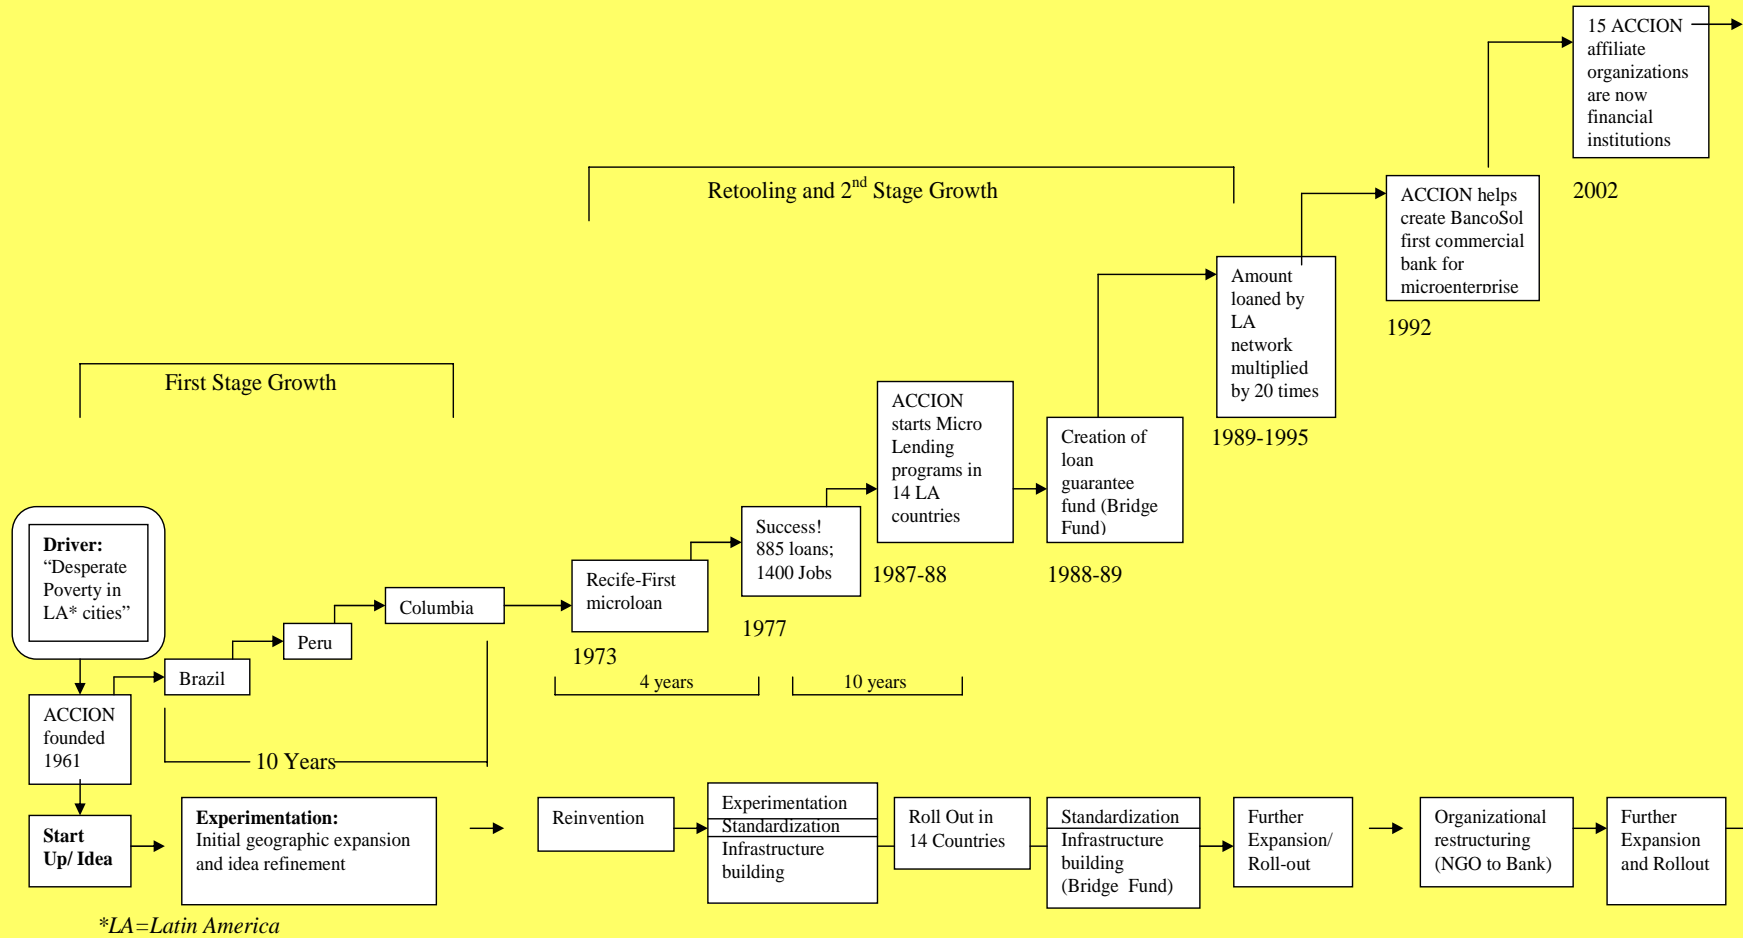 15 ACCION
affiliate
organizations
are now
financial
institutions
2002
Retooling and 2nd Stage Growth
ACCION helps
create BancoSol
first commercial
bank for
microenterprise
1992
Amount
loaned by
LA
network
multiplied
by 20 times
1989-1995
First Stage Growth
ACCION
starts Micro
Lending
programs in
14 LA
countries
1987-88
Creation of
loan
guarantee
fund (Bridge
Fund)
1988-89
Driver:
“Desperate
Poverty in
LA* cities”
Success!
885 loans;
1400 Jobs
1977
Recife-First
microloan
1973
Columbia
Peru
Brazil
4 years
10 years
ACCION
founded
1961
10 Years
Start
Up/ Idea
Experimentation:
Initial geographic expansion
and idea refinement
Reinvention
Experimentation
Standardization
Infrastructure
building
Roll Out in
14 Countries
Standardization
Infrastructure
building
(Bridge Fund)
Further
Expansion/
Roll-out
Organizational
restructuring
(NGO to Bank)
Further
Expansion
and Rollout
*LA=Latin America